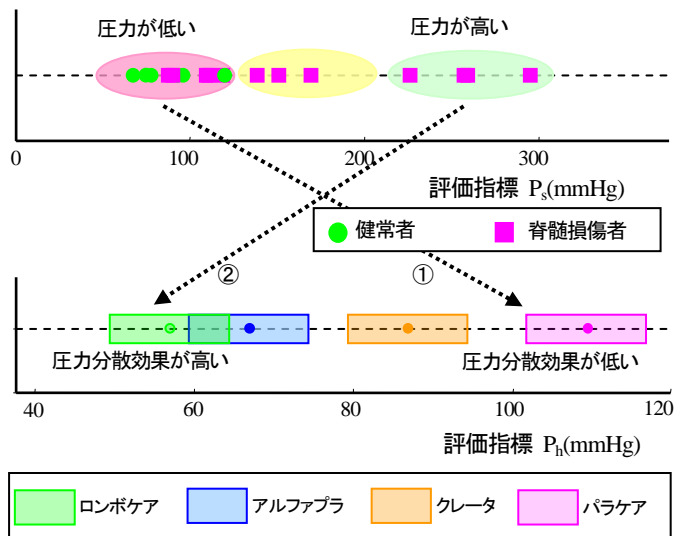 圧力が低い 圧力が高い
0 100 200 300
評価指標 Ps(mmHg)
健常者 脊髄損傷者
② ①
圧力分散効果が高い 圧力分散効果が低い
40 60 80 100 120
評価指標 Ph(mmHg)
ロンボケア アルファプラ クレータ パラケア